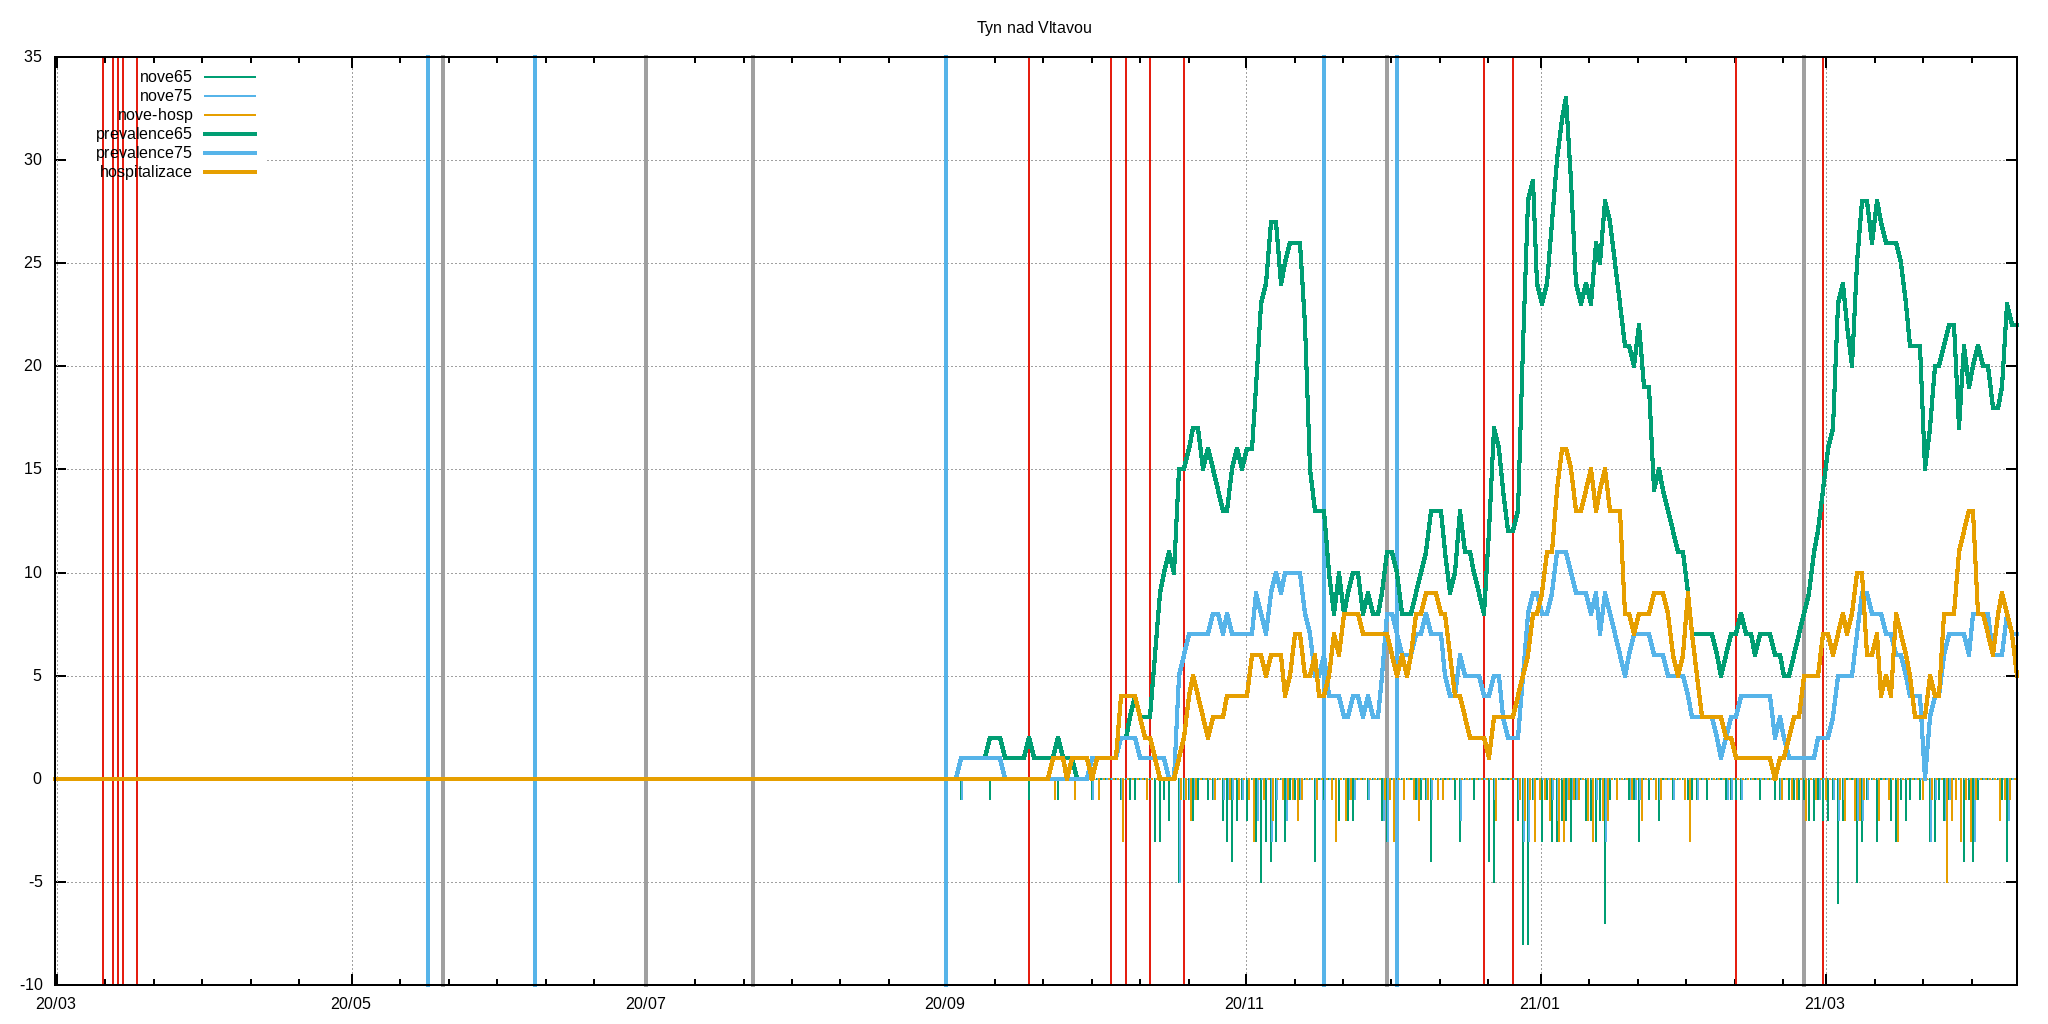 Tyn nad Vltavou
35
30
25
20
15
10
5
0
-5
-10
nove65
nove75
nove-hosp
prevalence65
prevalence75
hospitalizace
20/03 20/05 20/07 20/09 20/11 21/01 21/03